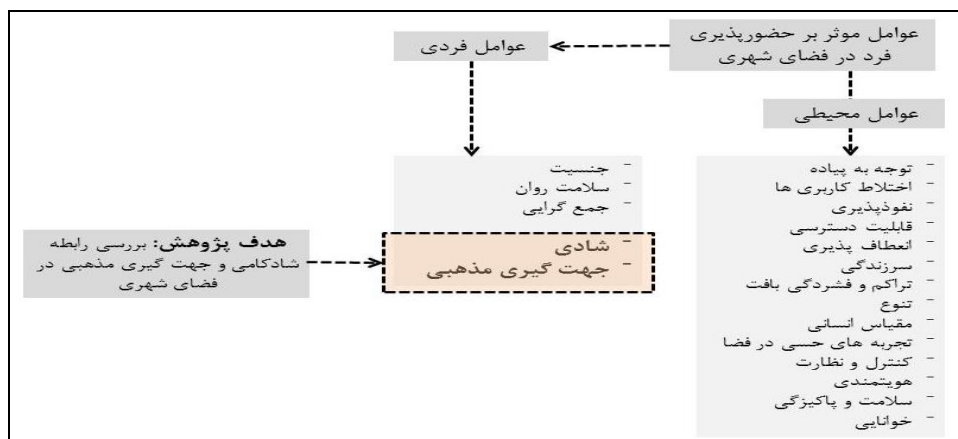 عوامل موثر بر حضورپذیری
فرد در فضای شهری
عوامل فردی
عوامل محیطی
- توجه به پیاده
- اختلاط کاربری ها
- نفوذپذیری
- قابلیت دسترسی
- انعطاف پذیری
- سرزندگی
- تراکم و فشردگی بافت
- تنوع
- مقیاس انسانی
- تجربه های حسی در فضا
- کنترل و نظارت
- هویتمندی
- سلامت و پاکیزگی
- خوانایی
- جنسیت
- سلامت روان
- جمع گرایی
- شادی
- جهت گیری مذهبی
هدف پژوهش: بررسی رابطه
شادکامی و جهت گیری مذهبی در
فضای شهری